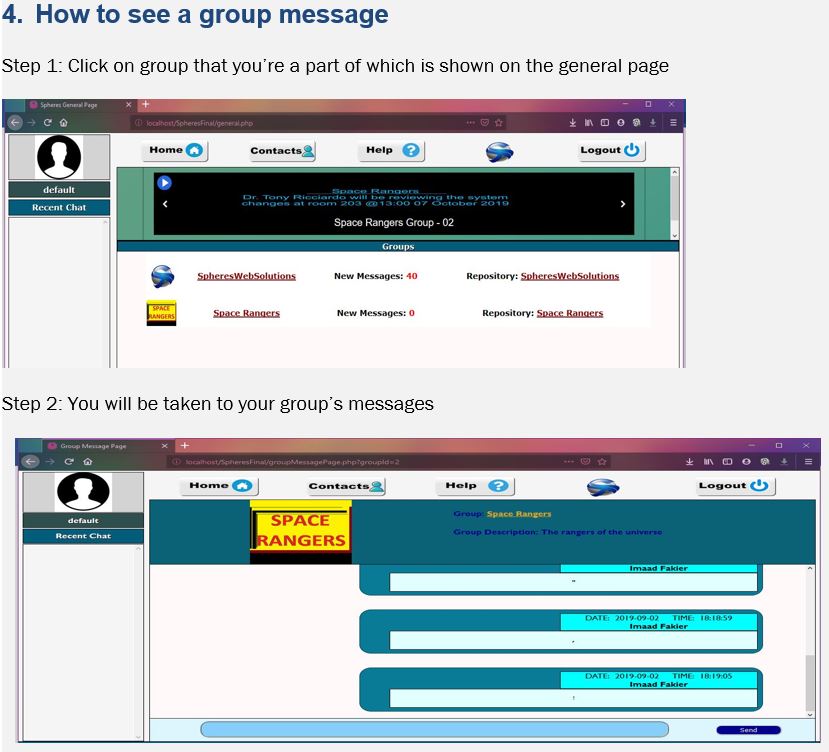 4. How to see a group message
Step 1: Click on group that you're a part of which is shown on the general page
Spheres General Page
localhost/SpheresFinal/general.php
Home Contacts Help ? Logout
default
Recent Chat
Space Rangers
Dr. Tony Ricciardo will be reviewing the system
changes at room 203 @13:00 07 October 2019
Space Rangers Group - 02
Groups
SpheresWebSolutions New Messages: 40 Repository: SpheresWebSolutions
SPACE
RANGERS
Space Rangers New Messages: 0 Repository: Space Rangers
Step 2: You will be taken to your group's messages
Group Message Page
localhost/SpheresFinal/groupMessagePage.php?groupId=2
Home Contacts Help ? Logout
default
Recent Chat
SPACE
RANGERS
Group: Space Rangers
Group Description: The rangers of the universe
Imaad Fakier
DATE: 2019-09-02 TIME: 18:18:59
Imaad Fakier
DATE: 2019-09-02 TIME: 18:19:05
Imaad Fakier
Send